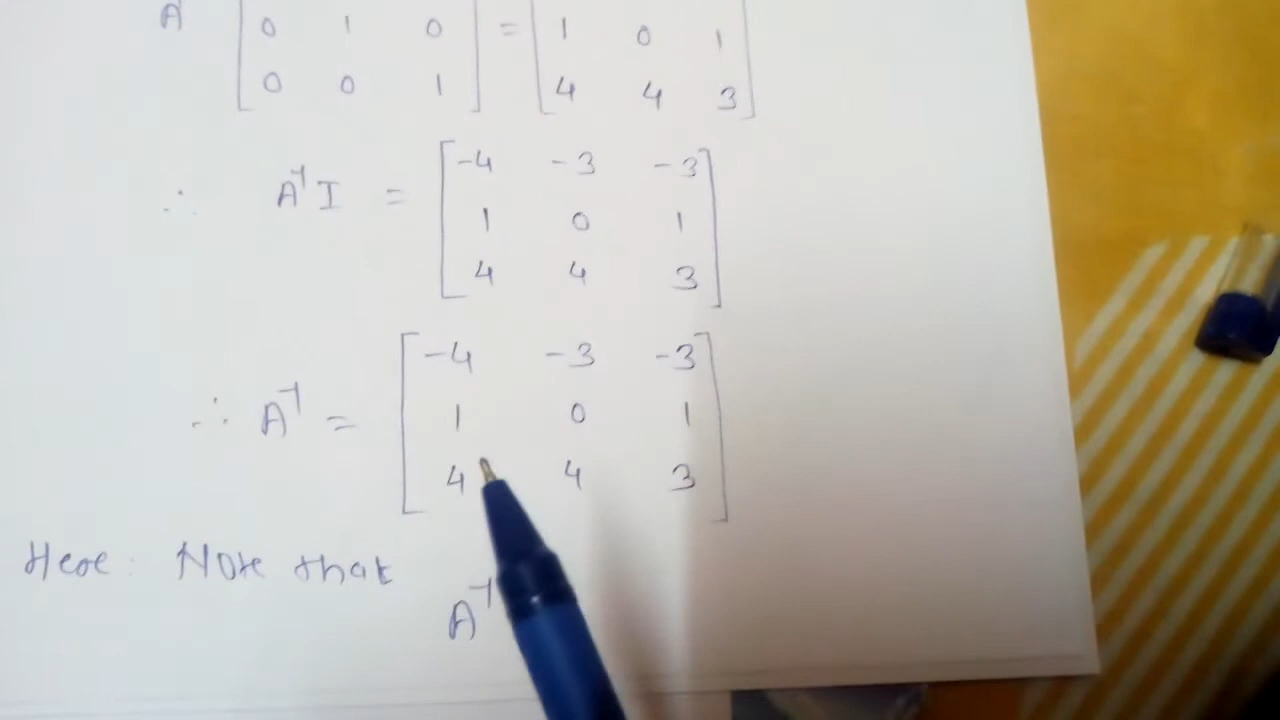 A [0 1 0] = [1 0 1]
[0 0 1] [4 4 3]
∴ A⁻¹ I = [-4 -3 -3]
[1 0 1]
[4 4 3]
∴ A⁻¹ = [-4 -3 -3]
[1 0 1]
[4 4 3]
Here: Note that
A⁻¹